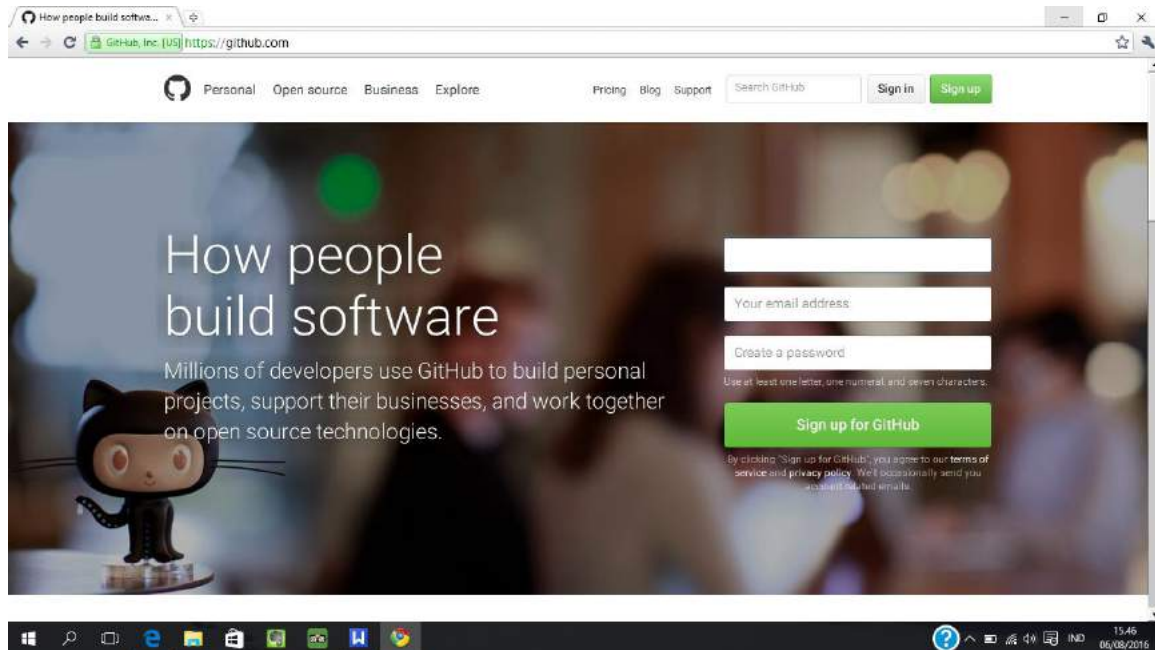 How people build softwa...
GitHub, Inc. [US] https://github.com
Personal Open source Business Explore Pricing Blog Support Search GitHub Sign in Sign up
How people
build software
Millions of developers use GitHub to build personal
projects, support their businesses, and work together
on open source technologies.
Your email address
Create a password
Use at least one letter, one numeral, and seven characters.
Sign up for GitHub
By clicking "Sign up for GitHub", you agree to our terms of
service and privacy policy. We'll occasionally send you
account related emails.
IND
15.46
06/08/2016